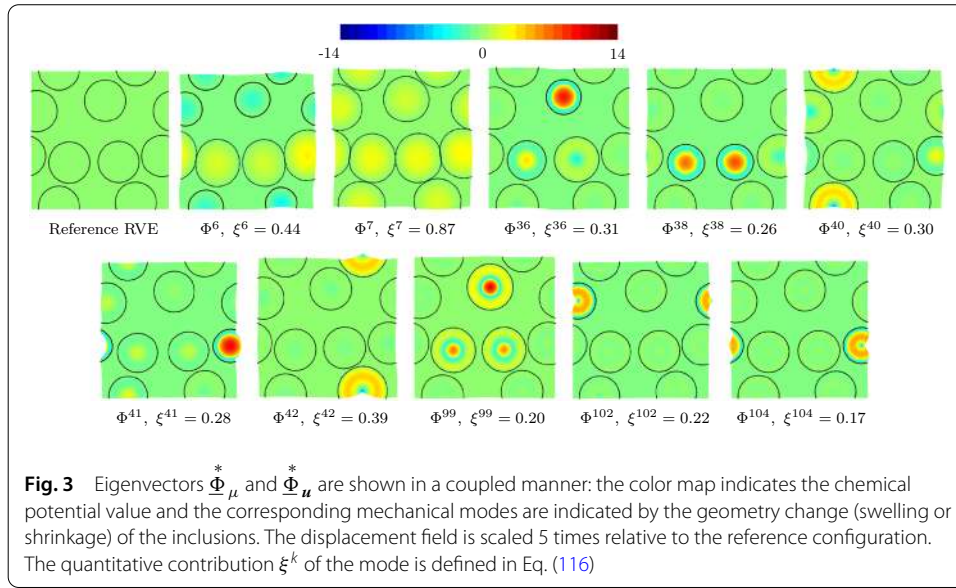 -14 0 14
Reference RVE Φ⁶, ξ⁶ = 0.44 Φ⁷, ξ⁷ = 0.87 Φ³⁶, ξ³⁶ = 0.31 Φ³⁸, ξ³⁸ = 0.26 Φ⁴⁰, ξ⁴⁰ = 0.30
Φ⁴¹, ξ⁴¹ = 0.28 Φ⁴², ξ⁴² = 0.39 Φ⁹⁹, ξ⁹⁹ = 0.20 Φ¹⁰², ξ¹⁰² = 0.22 Φ¹⁰⁴, ξ¹⁰⁴ = 0.17
Fig. 3 Eigenvectors Φ̲*_μ and Φ̲*_u are shown in a coupled manner: the color map indicates the chemical
potential value and the corresponding mechanical modes are indicated by the geometry change (swelling or
shrinkage) of the inclusions. The displacement field is scaled 5 times relative to the reference configuration.
The quantitative contribution ξᵏ of the mode is defined in Eq. (116)